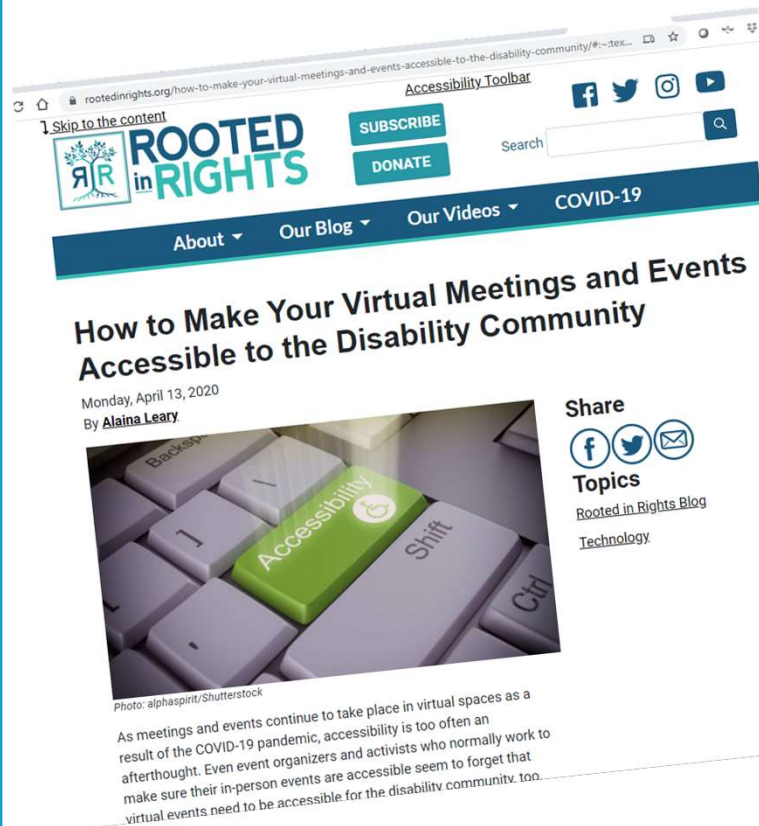 rootedinrights.org/how-to-make-your-virtual-meetings-and-events-accessible-to-the-disability-community/#:~:tex...
Skip to the content
Accessibility Toolbar
RR
ROOTED
in RIGHTS
SUBSCRIBE
DONATE
Search
About
Our Blog
Our Videos
COVID-19
How to Make Your Virtual Meetings and Events
Accessible to the Disability Community
Monday, April 13, 2020
By Alaina Leary
Backsp
]
/
Accessibility
Shift
Ctrl
Photo: alphaspirit/Shutterstock
Share
Topics
Rooted in Rights Blog
Technology
As meetings and events continue to take place in virtual spaces as a
result of the COVID-19 pandemic, accessibility is too often an
afterthought. Even event organizers and activists who normally work to
make sure their in-person events are accessible seem to forget that
virtual events need to be accessible for the disability community, too.